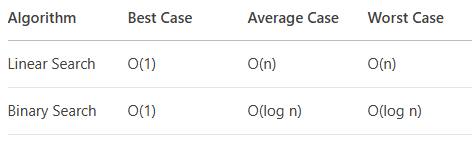 Algorithm Best Case Average Case Worst Case
Linear Search O(1) O(n) O(n)
Binary Search O(1) O(log n) O(log n)